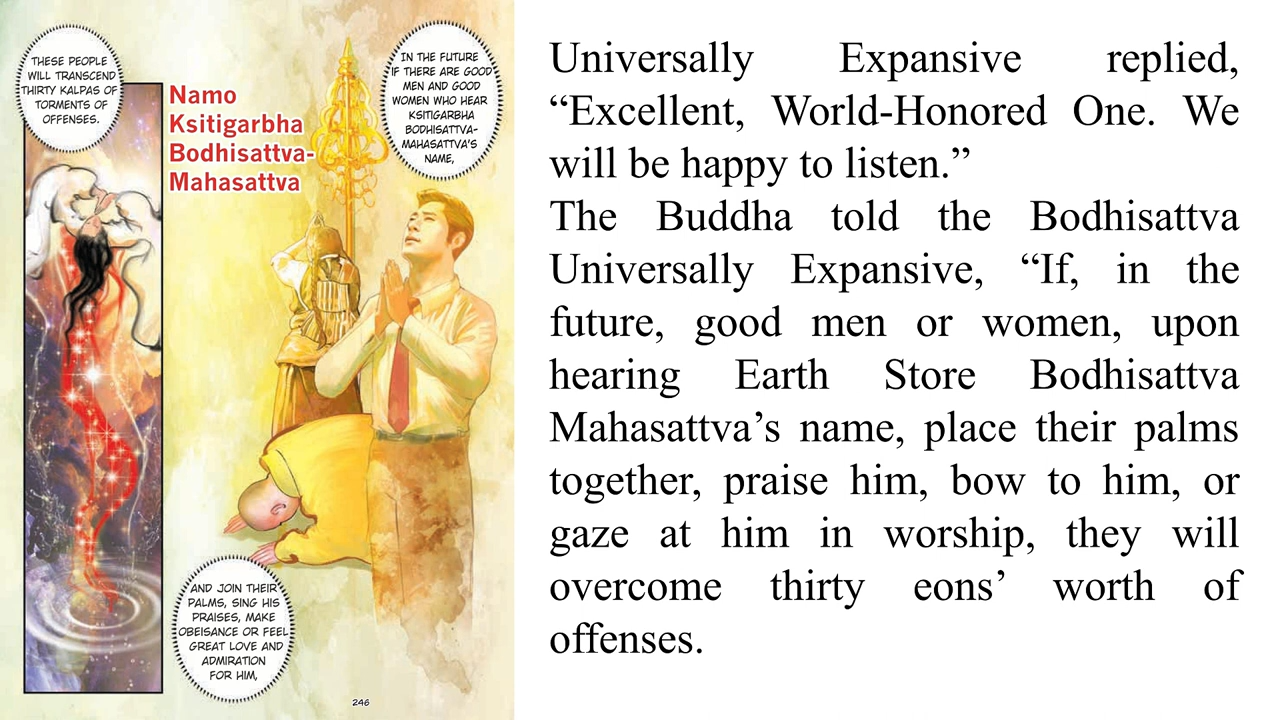 IN THE FUTURE
IF THERE ARE GOOD
MEN AND GOOD
WOMEN WHO HEAR
KSITIGARBHA
BODHISATTVA-
MAHASATTVA'S
NAME,
Namo
Ksitigarbha
Bodhisattva-
Mahasattva
AND JOIN THEIR
PALMS, SING HIS
PRAISES, MAKE
OBEISANCE OR FEEL
GREAT LOVE AND
ADMIRATION
FOR HIM,
THESE PEOPLE
WILL TRANSCEND
THIRTY KALPAS OF
TORMENTS OF
OFFENSES.
246
Universally Expansive replied,
“Excellent, World-Honored One. We
will be happy to listen.”
The Buddha told the Bodhisattva
Universally Expansive, “If, in the
future, good men or women, upon
hearing Earth Store Bodhisattva
Mahasattva’s name, place their palms
together, praise him, bow to him, or
gaze at him in worship, they will
overcome thirty eons’ worth of
offenses.